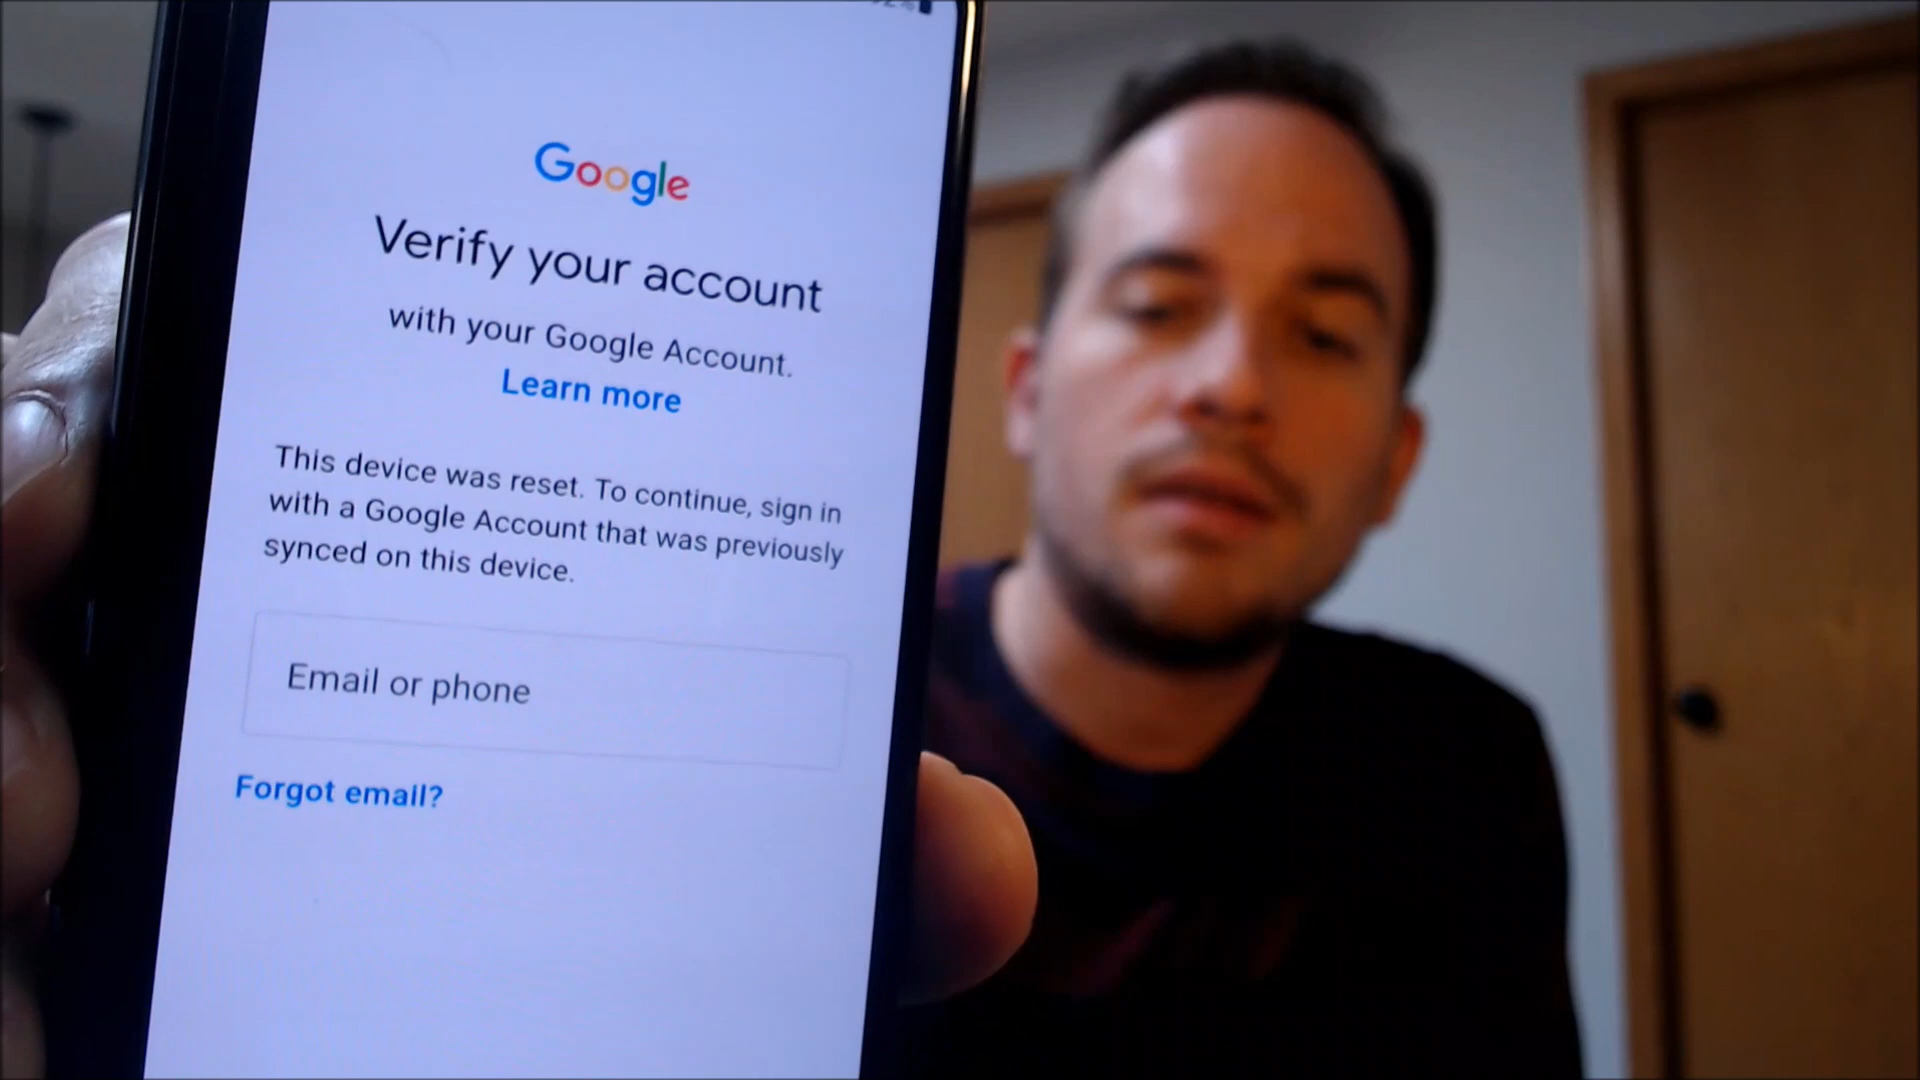 Google
Verify your account
with your Google Account.
Learn more
This device was reset. To continue, sign in
with a Google Account that was previously
synced on this device.
Email or phone
Forgot email?